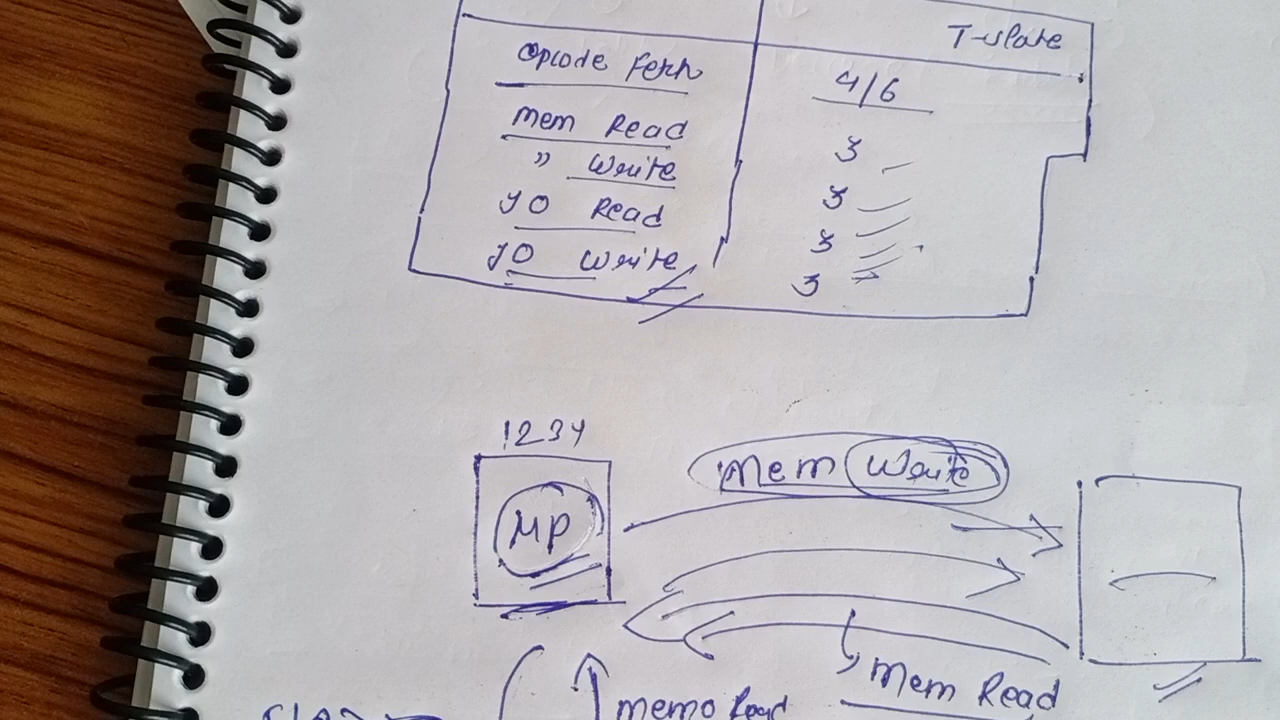 T-state
Opcode Fetch 4/6
Mem Read 3
" Write 3
IO Read 3
IO Write 3
1234
Mem Write
MP
Mem Read
memo Read